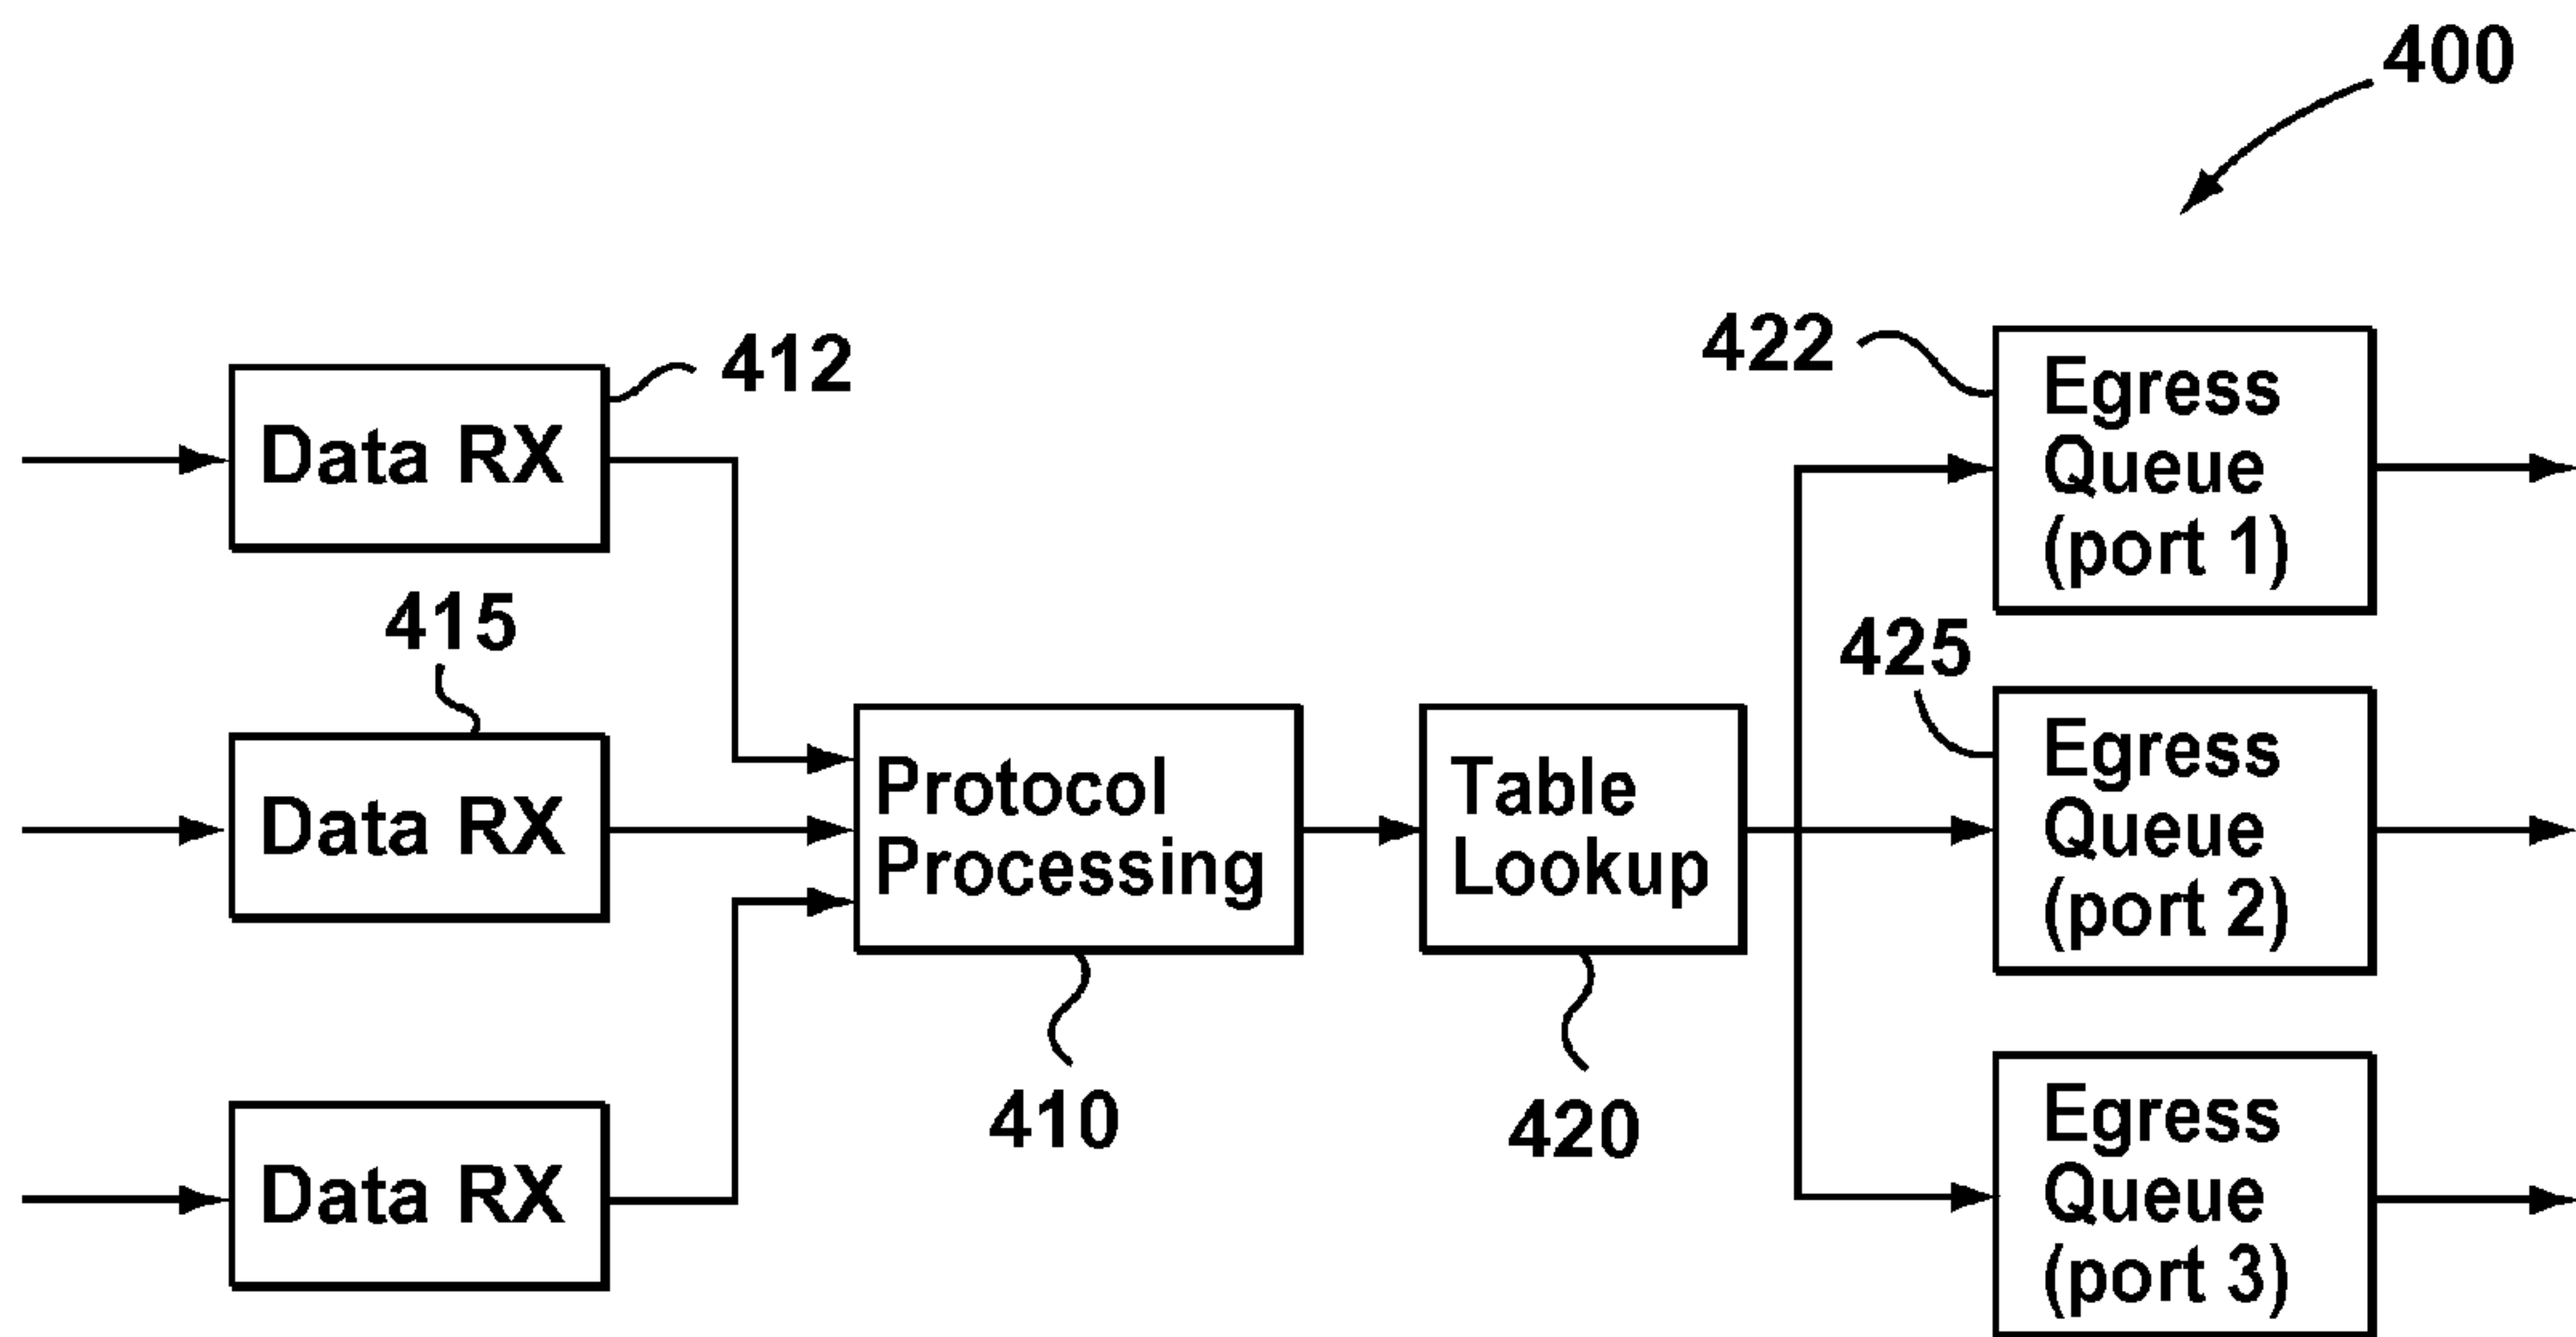 400
412
Data RX
415
Data RX
Data RX
Protocol
Processing
410
Table
Lookup
420
422
Egress
Queue
(port 1)
425
Egress
Queue
(port 2)
Egress
Queue
(port 3)